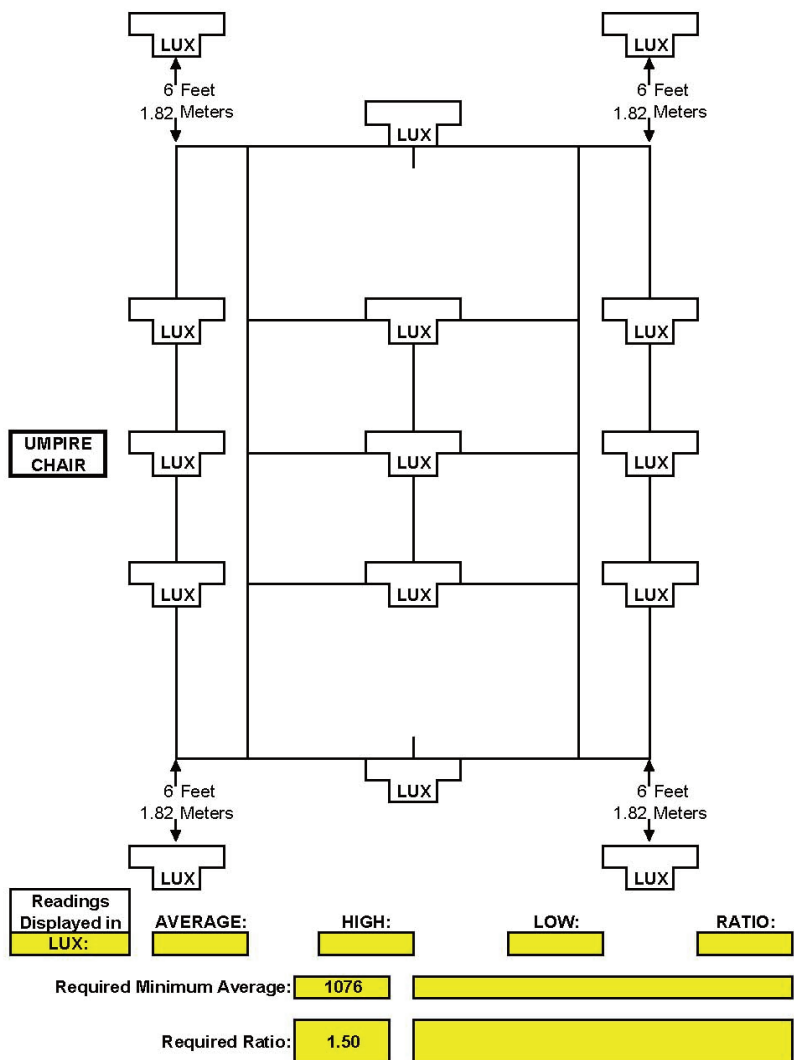 LUX LUX
6 Feet 6 Feet
1.82 Meters 1.82 Meters
LUX
LUX LUX LUX
UMPIRE
CHAIR
LUX LUX LUX
LUX LUX LUX
LUX
6 Feet 6 Feet
1.82 Meters 1.82 Meters
LUX LUX
Readings
Displayed in
LUX:
AVERAGE: HIGH: LOW: RATIO:
Required Minimum Average: 1076
Required Ratio: 1.50